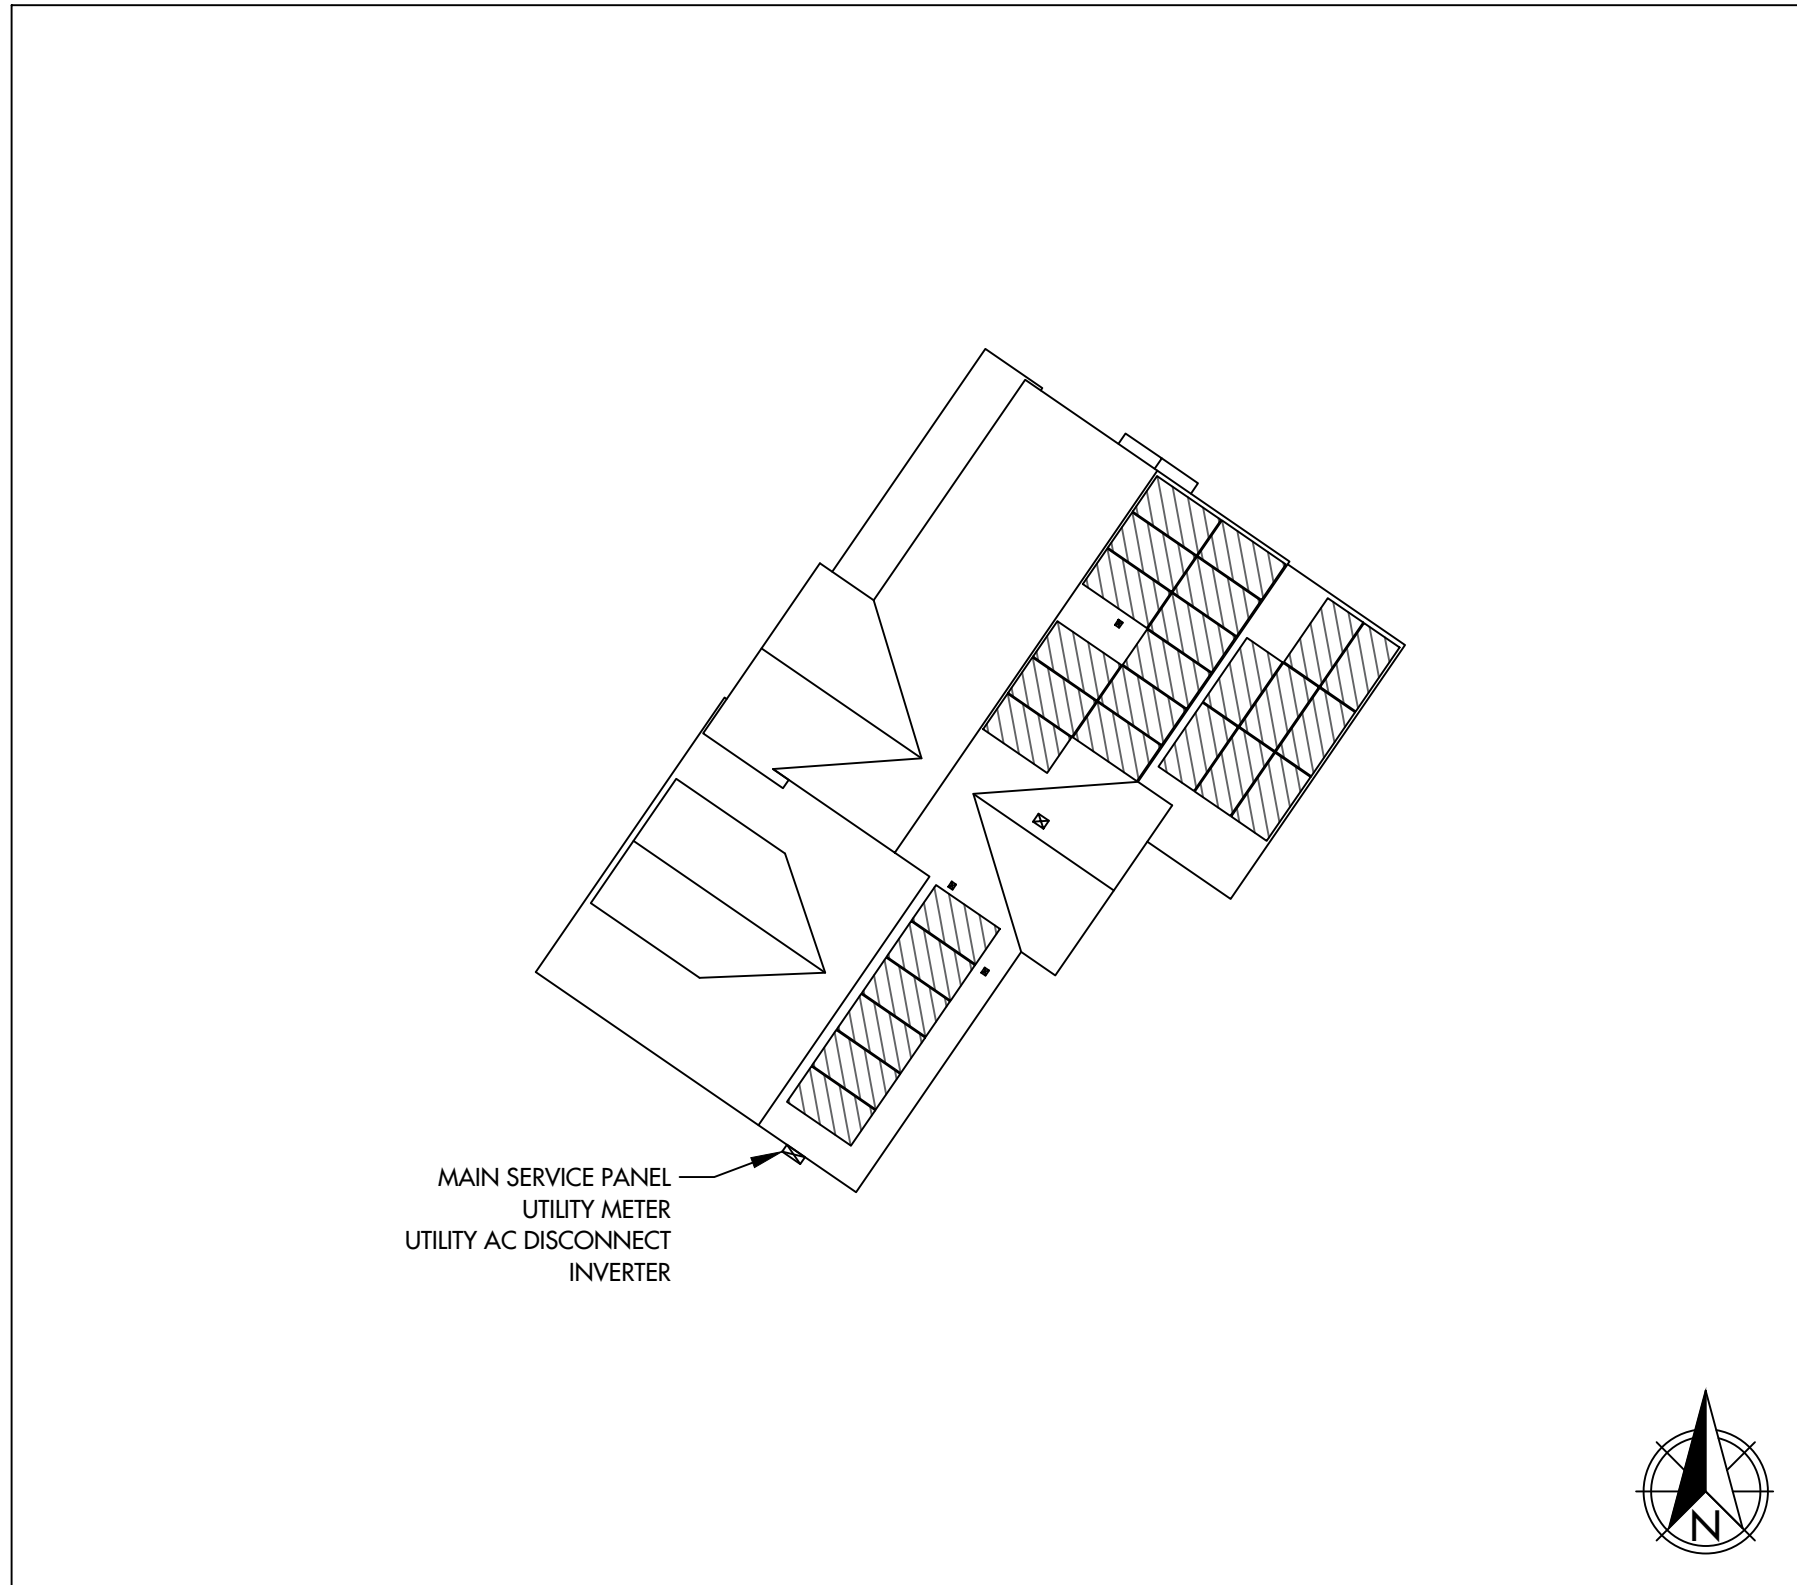 MAIN SERVICE PANEL
UTILITY METER
UTILITY AC DISCONNECT
INVERTER
N